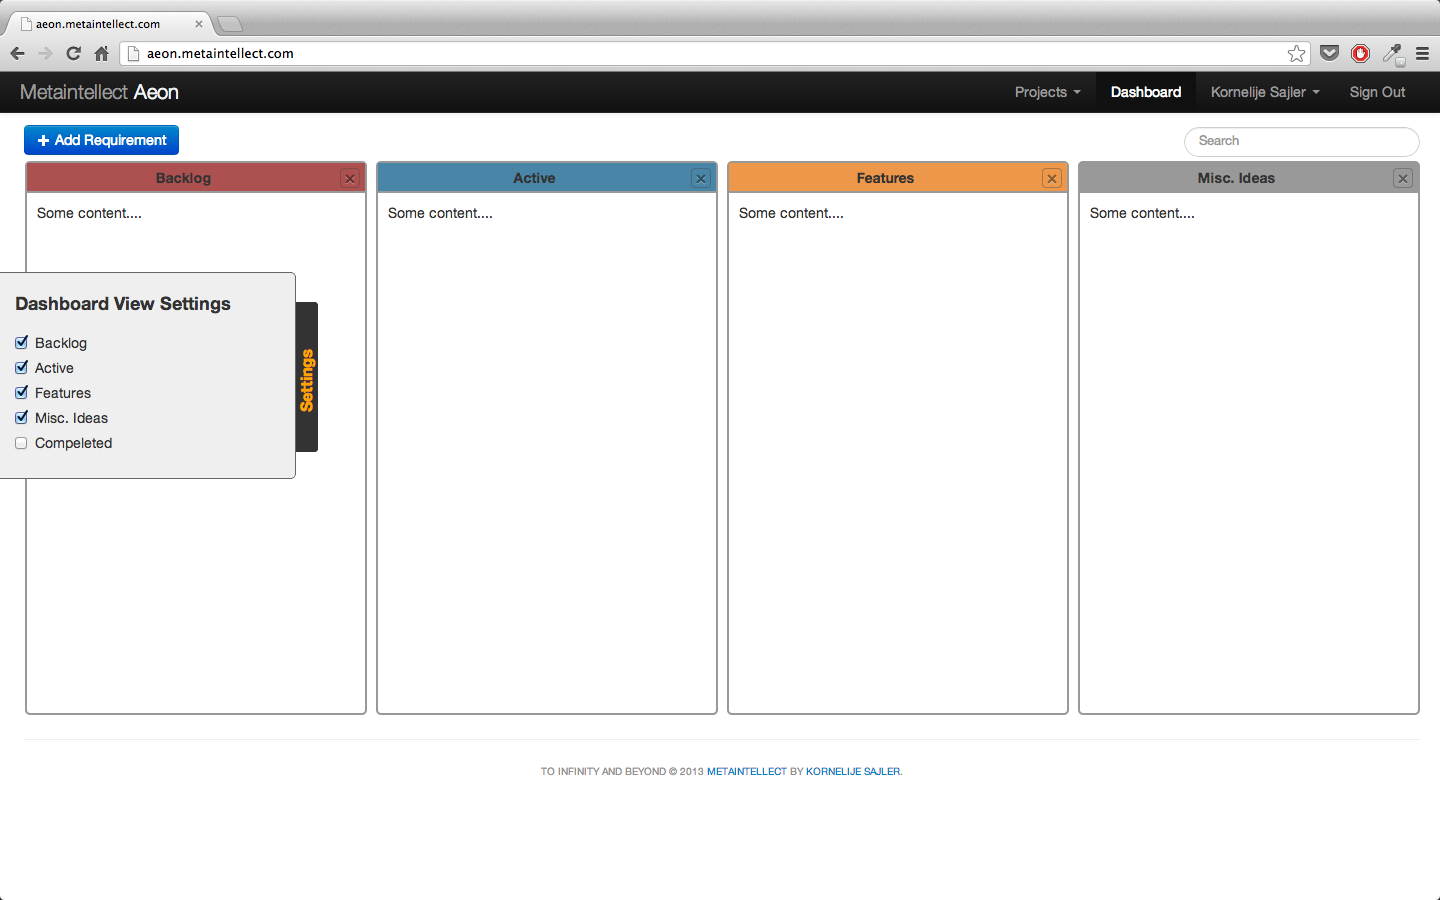 aeon.metaintellect.com
aeon.metaintellect.com
Metaintellect Aeon
Projects
Dashboard
Kornelije Sajler
Sign Out
+ Add Requirement
Search
Backlog
Active
Features
Misc. Ideas
Some content....
Some content....
Some content....
Some content....
Dashboard View Settings
Backlog
Active
Features
Misc. Ideas
Compeleted
Settings
TO INFINITY AND BEYOND © 2013 METAINTELLECT BY KORNELIJE SAJLER.